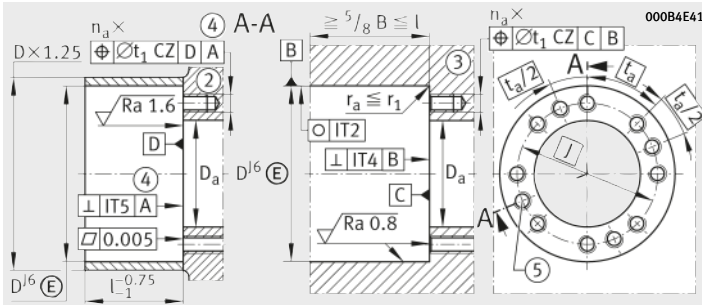 nₐ× ④ A-A
⌖ ∅t₁ CZ D A
D×1.25
②
Ra 1.6
D
Dₐ
④
⊥ IT5 A
⏥ 0.005
D^J6 Ⓔ
l -0.75 -1
≧ 5/8 B ≦ l
B
③
rₐ ≦ r₁
○ IT2
D^J6 Ⓔ
⊥ IT4 B
Dₐ
C
Ra 0.8
nₐ×
000B4E41
⌖ ∅t₁ CZ C B
A
tₐ/2
tₐ
tₐ/2
J
A
⑤